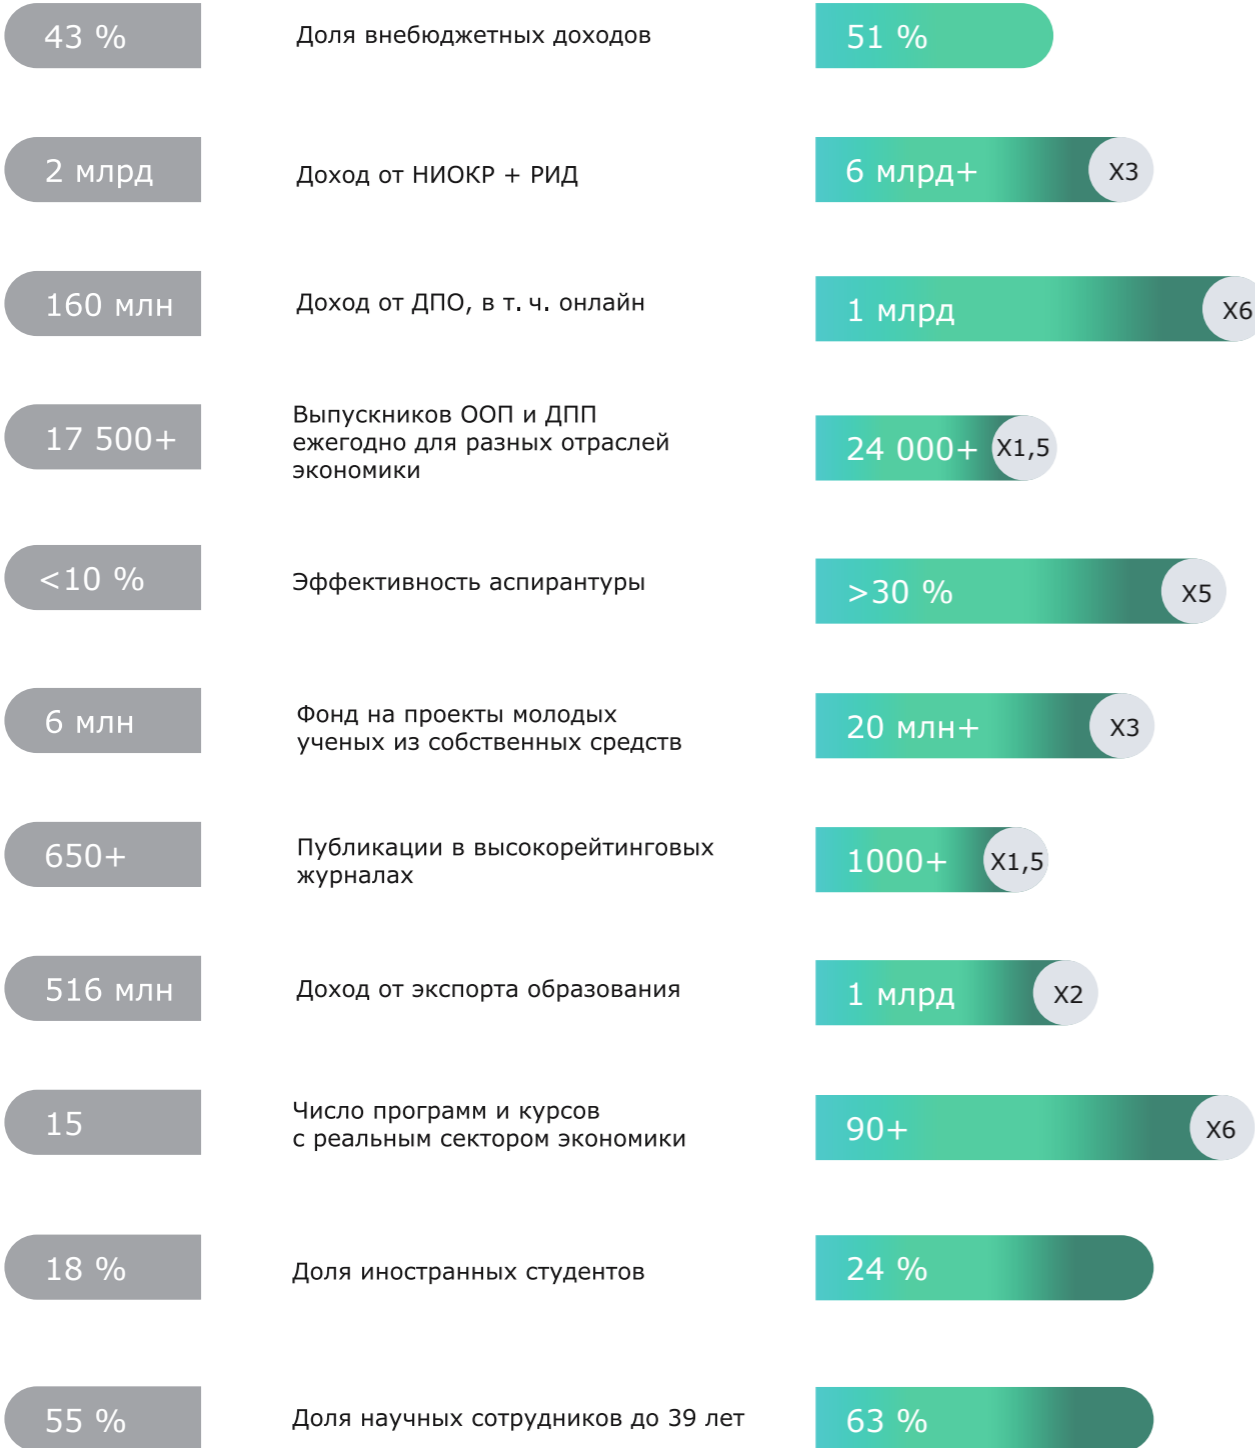 43 %
Доля внебюджетных доходов
51 %
2 млрд
Доход от НИОКР + РИД
6 млрд+
X3
160 млн
Доход от ДПО, в т. ч. онлайн
1 млрд
X6
17 500+
Выпускников ООП и ДПП
ежегодно для разных отраслей
экономики
24 000+
X1,5
<10 %
Эффективность аспирантуры
>30 %
X5
6 млн
Фонд на проекты молодых
ученых из собственных средств
20 млн+
X3
650+
Публикации в высокорейтинговых
журналах
1000+
X1,5
516 млн
Доход от экспорта образования
1 млрд
X2
15
Число программ и курсов
с реальным сектором экономики
90+
X6
18 %
Доля иностранных студентов
24 %
55 %
Доля научных сотрудников до 39 лет
63 %